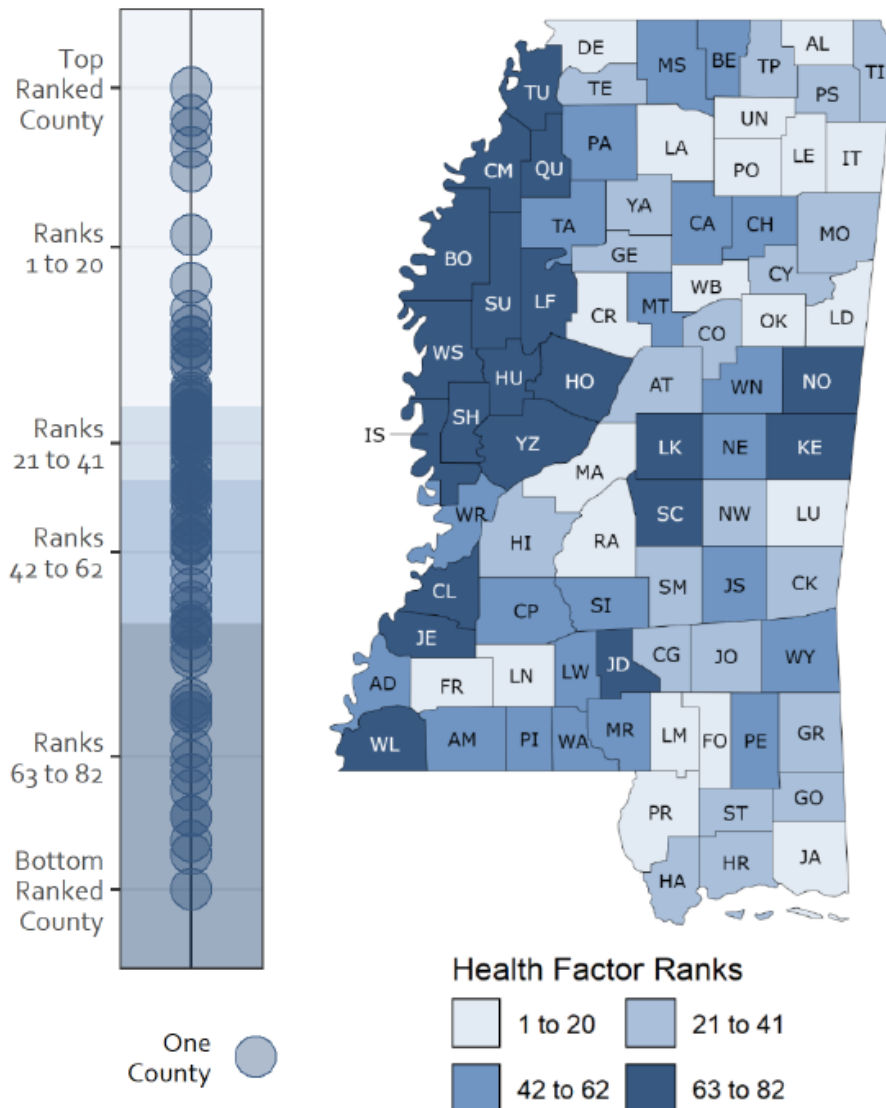 Top
Ranked
County
Ranks
1 to 20
Ranks
21 to 41
Ranks
42 to 62
Ranks
63 to 82
Bottom
Ranked
County
One
County
DE
AL
MS
BE
TP
TI
TU
TE
PS
UN
PA
LA
LE
IT
CM
QU
PO
YA
TA
CA
CH
MO
BO
GE
CY
WB
SU
LF
CR
MT
OK
LD
CO
WS
HU
HO
AT
WN
NO
SH
IS
YZ
LK
NE
KE
MA
WR
SC
NW
LU
HI
RA
CL
SM
JS
CK
CP
SI
JE
JD
CG
JO
WY
AD
FR
LN
LW
WL
AM
PI
WA
MR
LM
FO
PE
GR
PR
ST
GO
HA
HR
JA
Health Factor Ranks
1 to 20
21 to 41
42 to 62
63 to 82